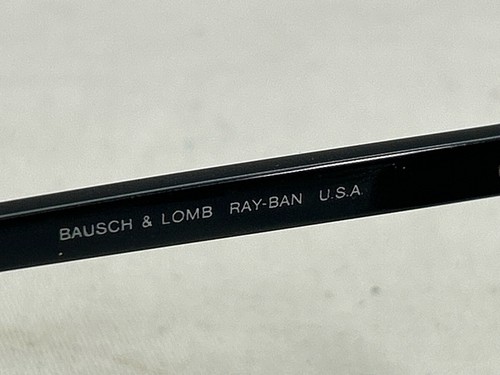 BAUSCH & LOMB RAY-BAN U.S.A